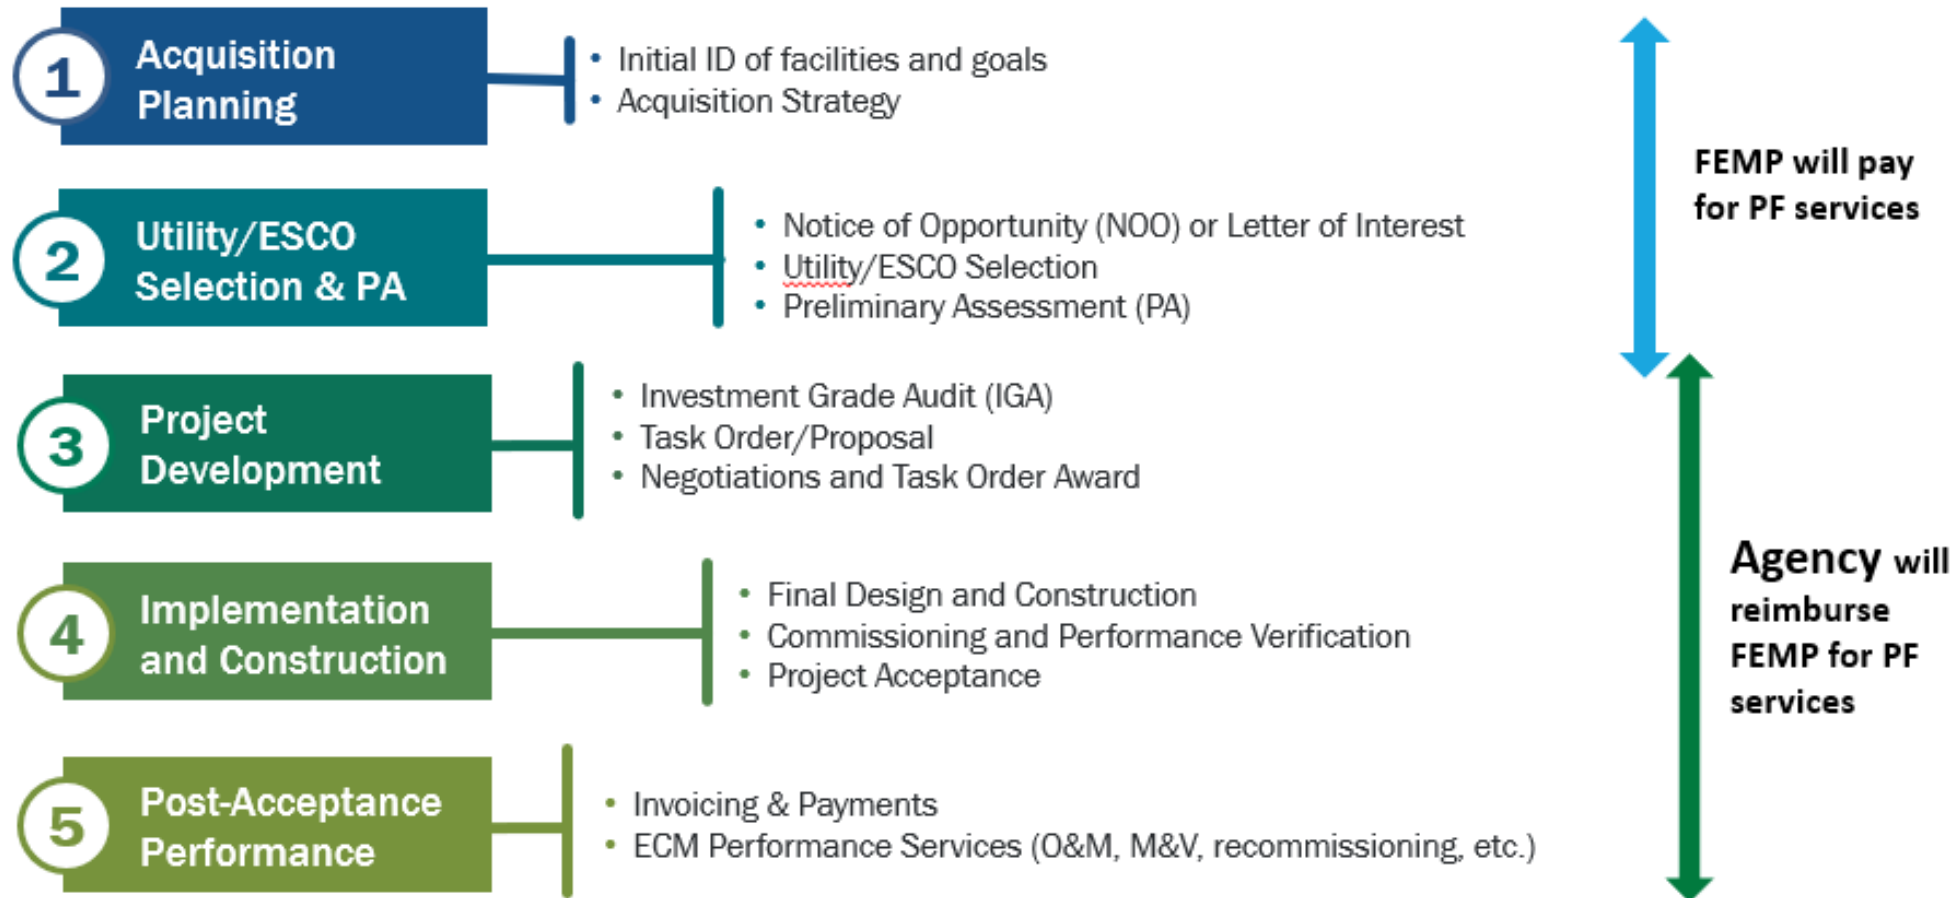 1
Acquisition
Planning
• Initial ID of facilities and goals
• Acquisition Strategy
2
Utility/ESCO
Selection & PA
• Notice of Opportunity (NOO) or Letter of Interest
• Utility/ESCO Selection
• Preliminary Assessment (PA)
FEMP will pay
for PF services
3
Project
Development
• Investment Grade Audit (IGA)
• Task Order/Proposal
• Negotiations and Task Order Award
4
Implementation
and Construction
• Final Design and Construction
• Commissioning and Performance Verification
• Project Acceptance
Agency will
reimburse
FEMP for PF
services
5
Post-Acceptance
Performance
• Invoicing & Payments
• ECM Performance Services (O&M, M&V, recommissioning, etc.)